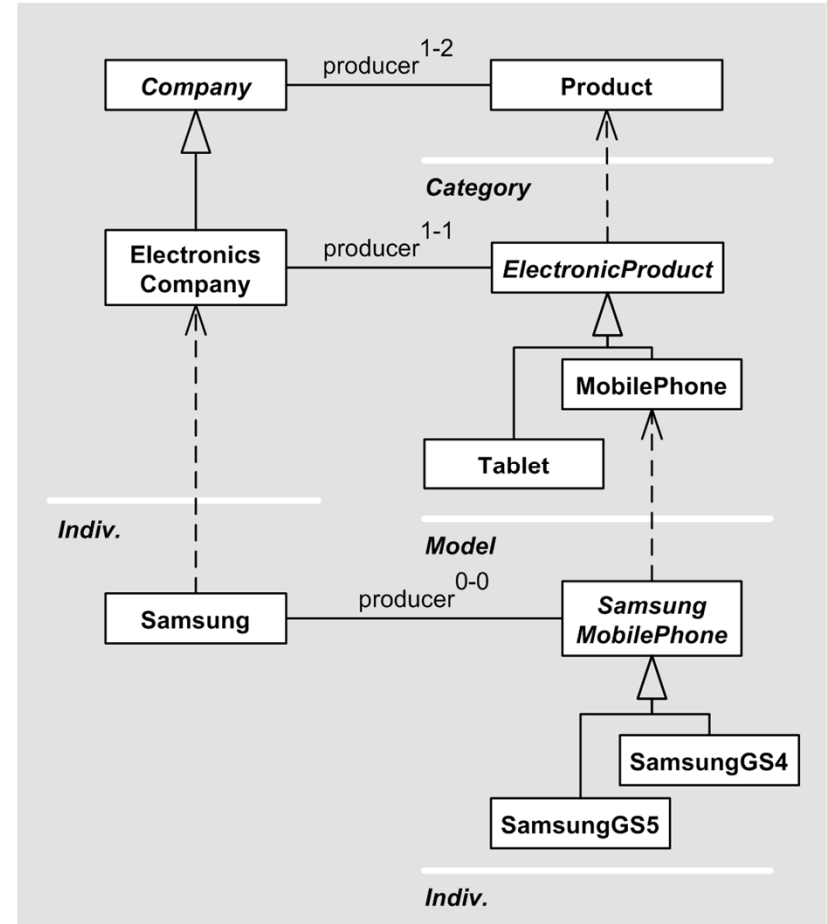 Company
producer
1-2
Product
Category
Electronics
Company
producer
1-1
ElectronicProduct
MobilePhone
Tablet
Indiv.
Model
Samsung
producer
0-0
Samsung
MobilePhone
SamsungGS4
SamsungGS5
Indiv.